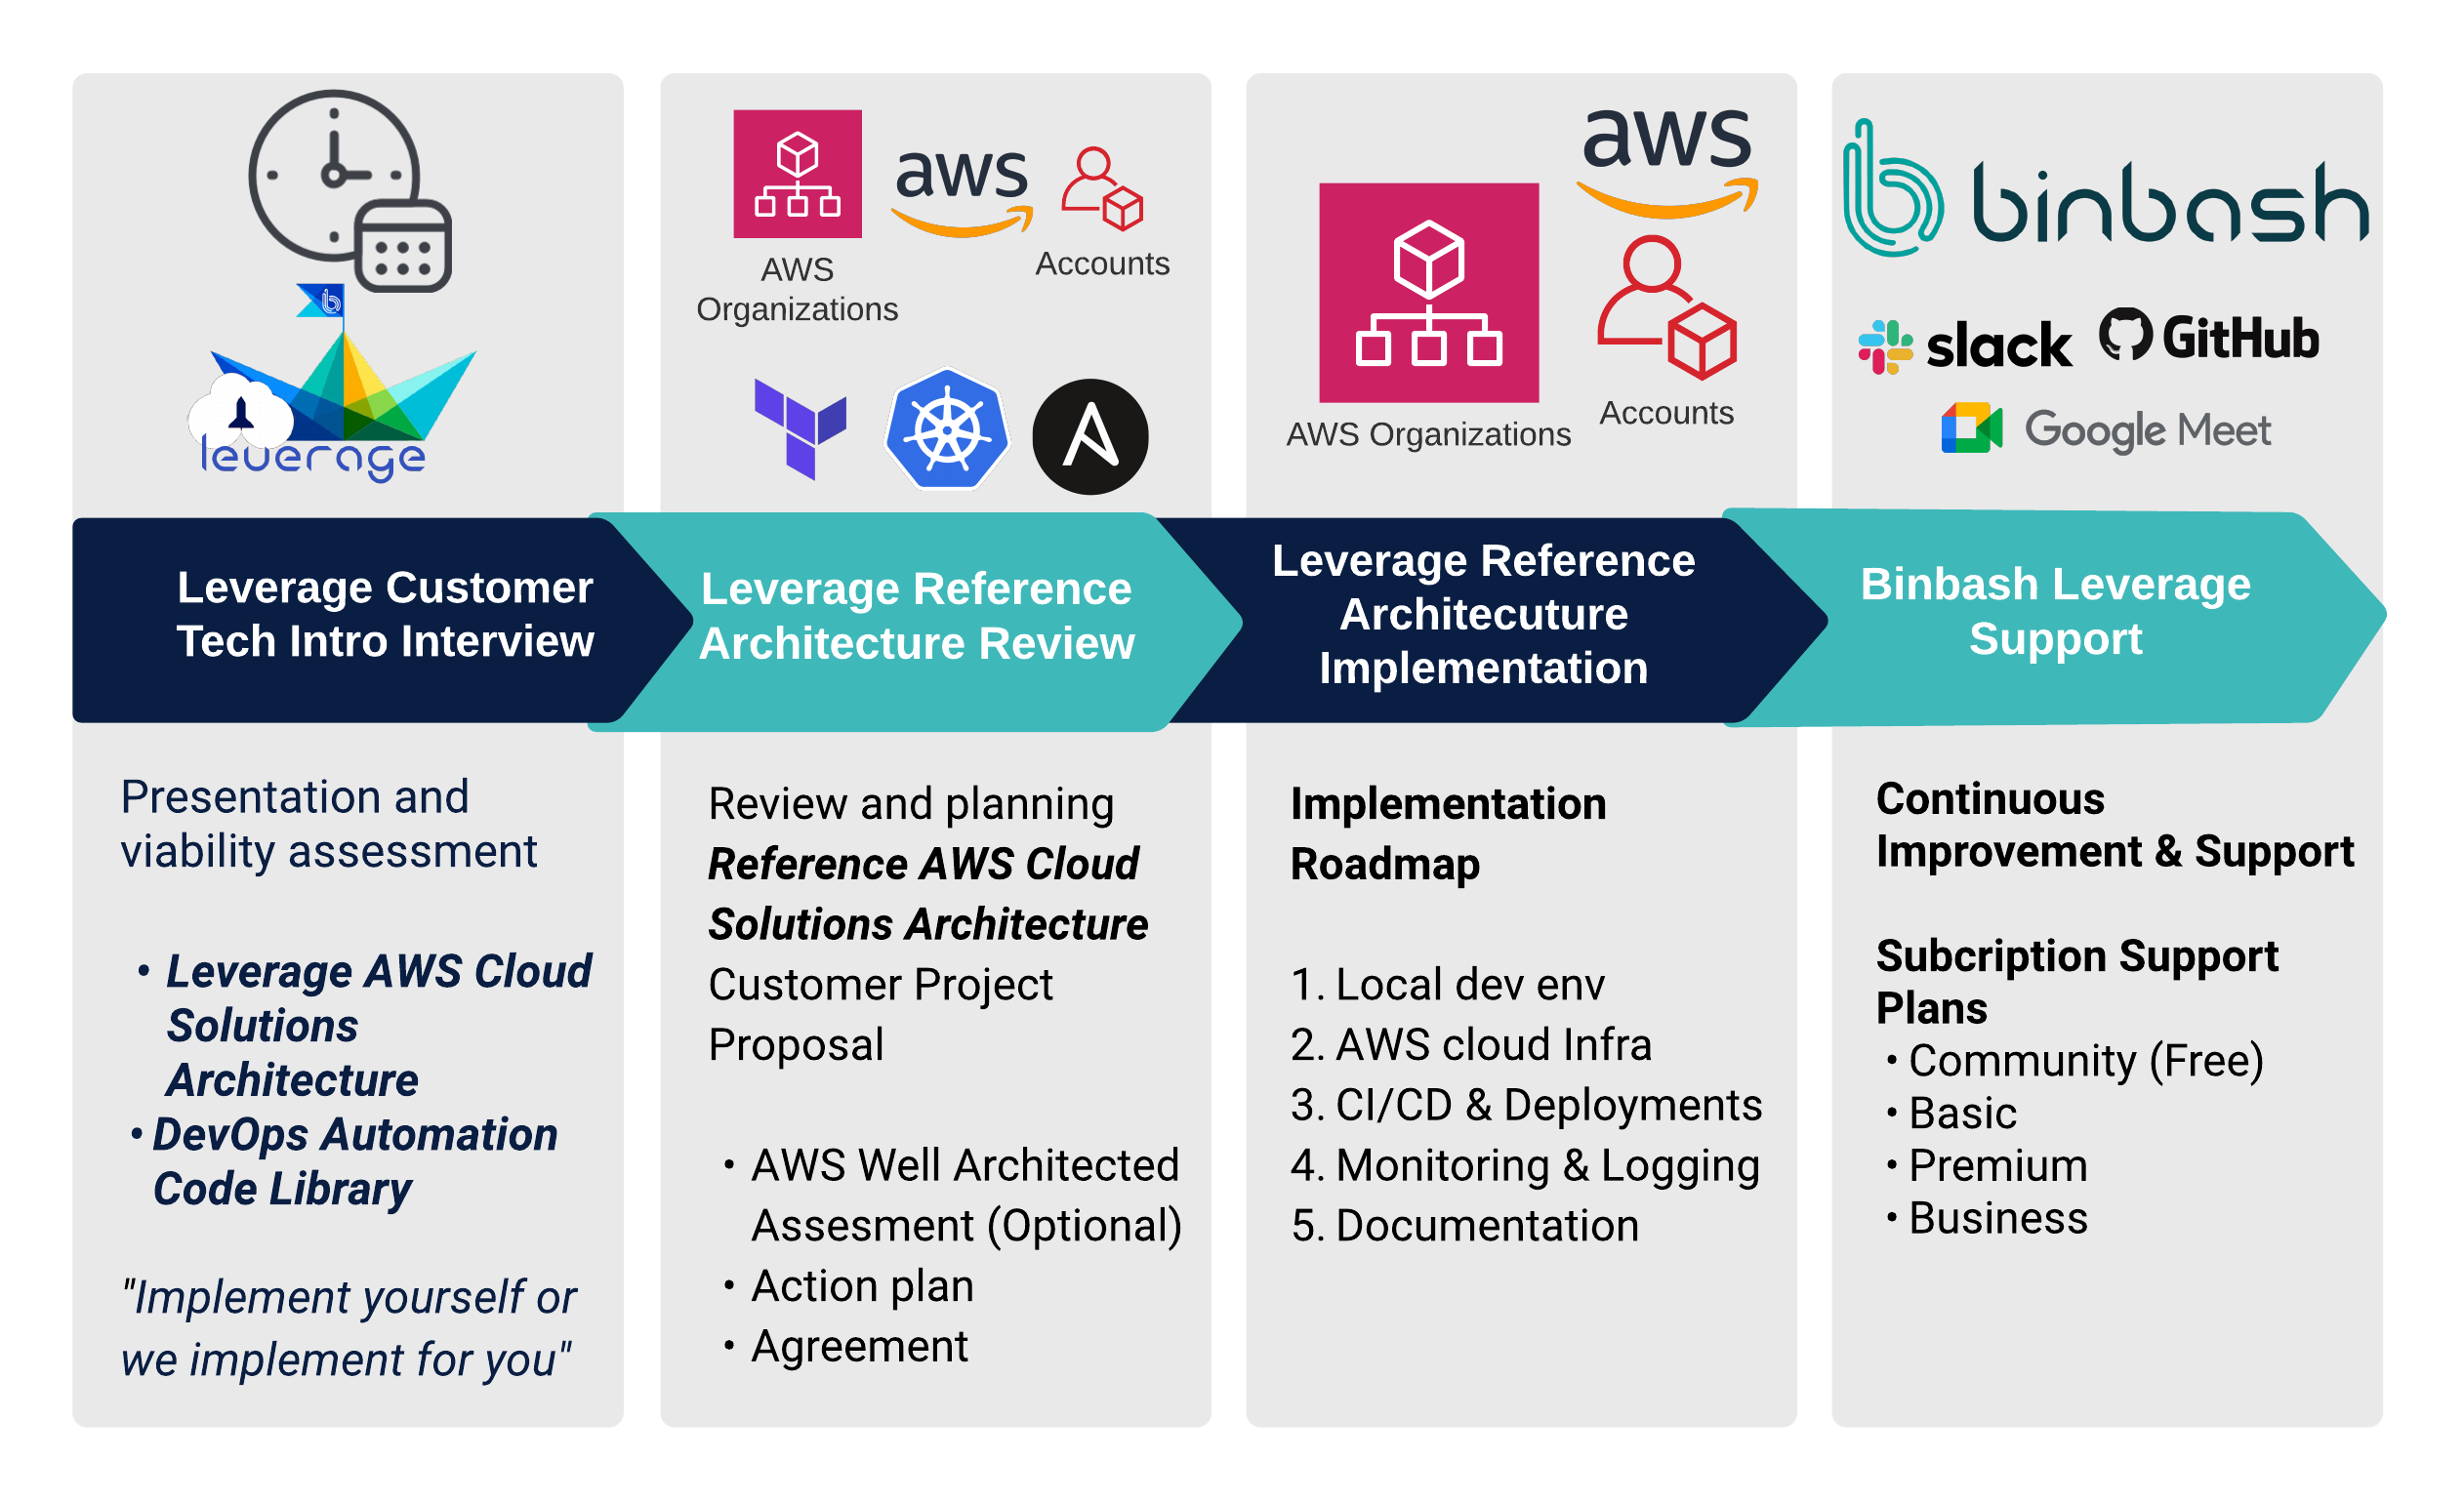 leverage
Leverage Customer
Tech Intro Interview
Presentation and
viability assessment
• Leverage AWS Cloud
Solutions
Architecture
• DevOps Automation
Code Library
"Implement yourself or
we implement for you"
AWS
Organizations
aws
Accounts
Leverage Reference
Architecture Review
Review and planning
Reference AWS Cloud
Solutions Architecture
Customer Project
Proposal
• AWS Well Architected
Assesment (Optional)
• Action plan
• Agreement
aws
AWS Organizations
Accounts
Leverage Reference
Architecuture
Implementation
Implementation
Roadmap
1. Local dev env
2. AWS cloud Infra
3. CI/CD & Deployments
4. Monitoring & Logging
5. Documentation
binbash
slack
GitHub
Google Meet
Binbash Leverage
Support
Continuous
Improvement & Support
Subcription Support
Plans
• Community (Free)
• Basic
• Premium
• Business